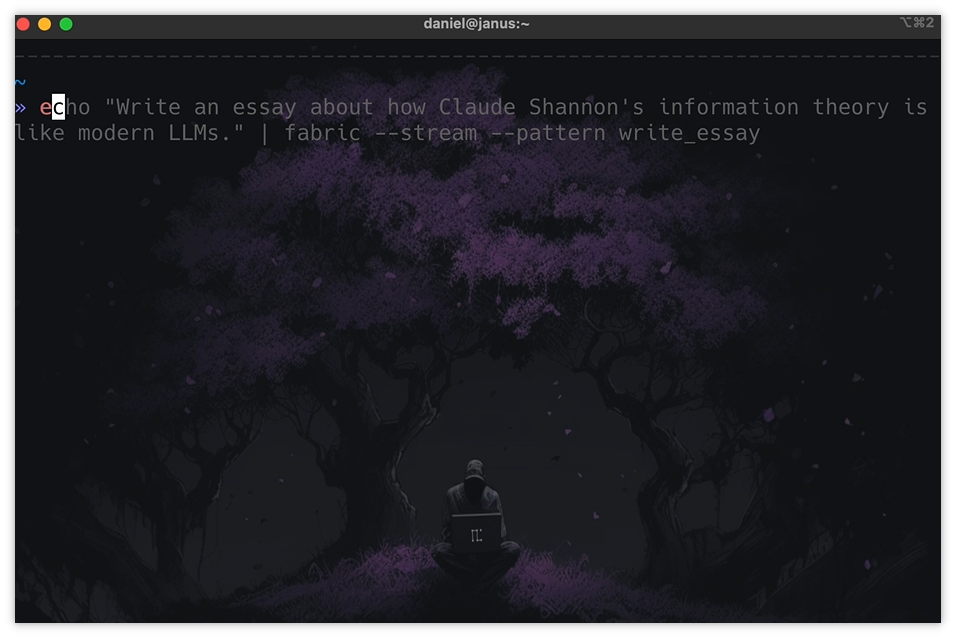 daniel@janus:~
⌥⌘2
~
» echo "Write an essay about how Claude Shannon's information theory is
like modern LLMs." | fabric --stream --pattern write_essay